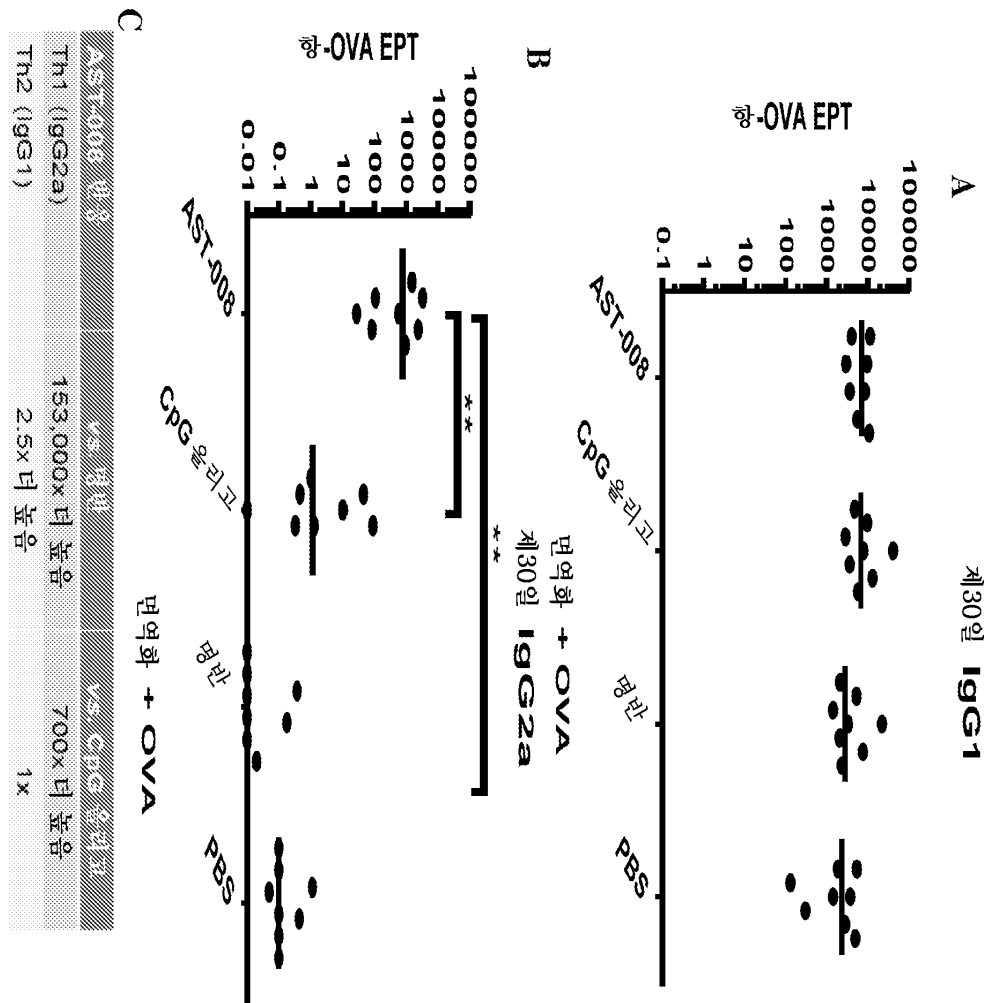 A
제30일 IgG1
항-OVA EPT
100000
10000
1000
100
10
1
0.1
AST-008
CpG 올리고
명반
PBS
면역화 + OVA
B
제30일 IgG2a
항-OVA EPT
100000
10000
1000
100
10
1
0.1
0.01
**
**
AST-008
CpG 올리고
명반
PBS
면역화 + OVA
C
AST-008 vs 명반 vs CpG 올리고
Th1 (IgG2a) 153,000x 더 높음 700x 더 높음
Th2 (IgG1) 2.5x 더 높음 1x